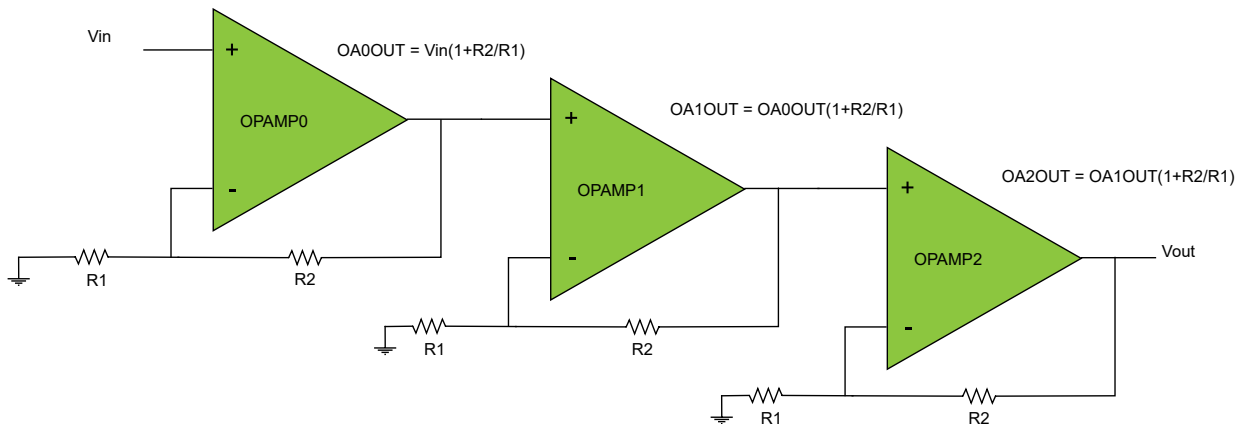 Vin
+
OA0OUT = Vin(1+R2/R1)
OPAMP0
-
R1
R2
+
OA1OUT = OA0OUT(1+R2/R1)
OPAMP1
-
R1
R2
+
OA2OUT = OA1OUT(1+R2/R1)
OPAMP2
-
Vout
R1
R2